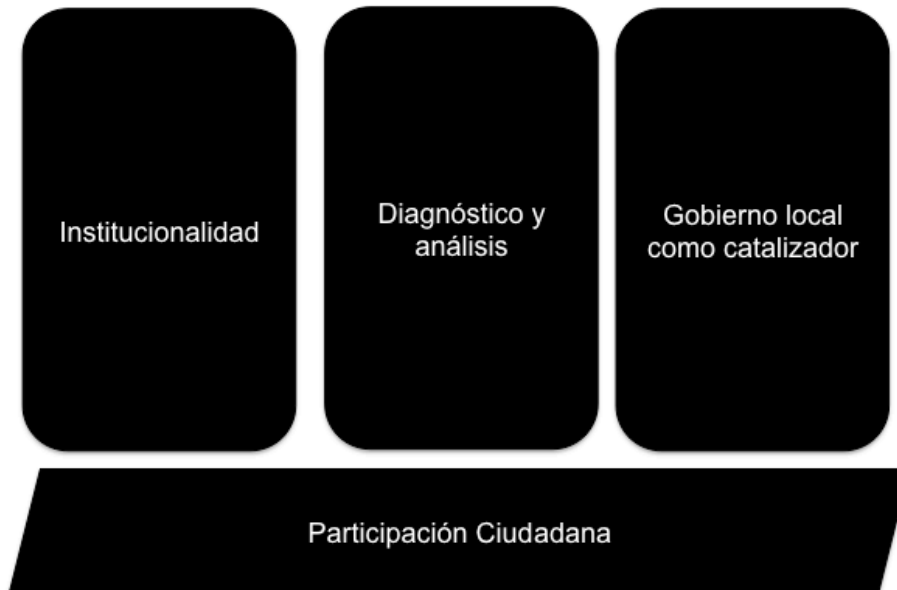 Institucionalidad
Diagnóstico y
análisis
Gobierno local
como catalizador
Participación Ciudadana